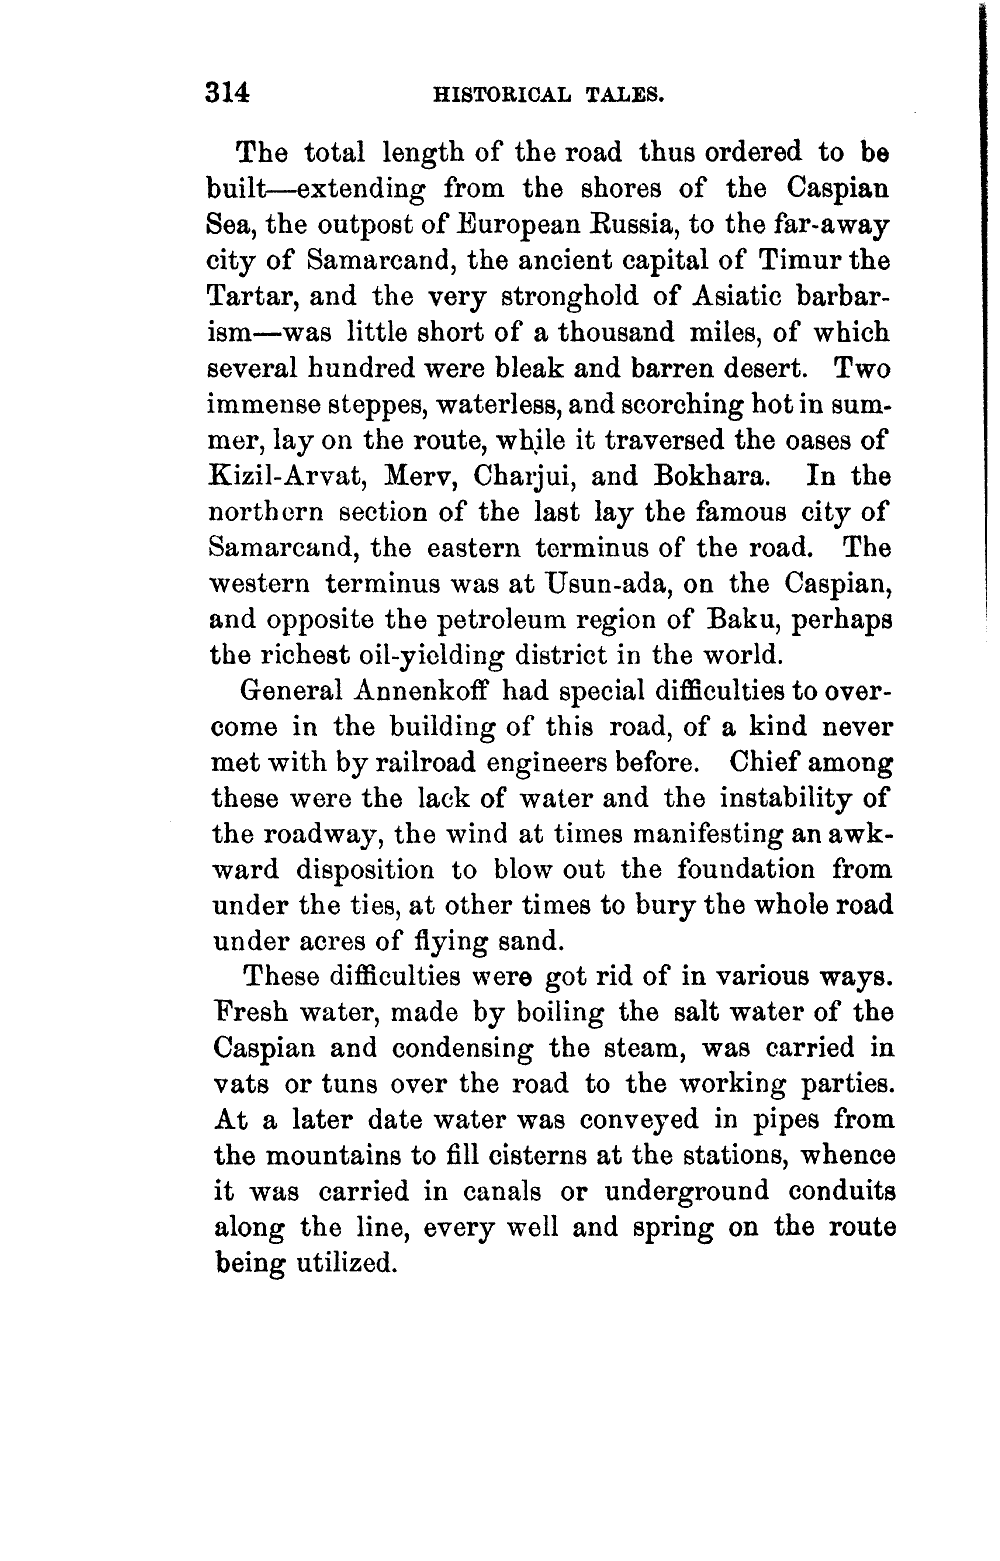 314 HISTORICAL TALES.
The total length of the road thus ordered to be
built—extending from the shores of the Caspian
Sea, the outpost of European Russia, to the far-away
city of Samarcand, the ancient capital of Timur the
Tartar, and the very stronghold of Asiatic barbar-
ism—was little short of a thousand miles, of which
several hundred were bleak and barren desert. Two
immense steppes, waterless, and scorching hot in sum-
mer, lay on the route, while it traversed the oases of
Kizil-Arvat, Merv, Charjui, and Bokhara. In the
northern section of the last lay the famous city of
Samarcand, the eastern terminus of the road. The
western terminus was at Usun-ada, on the Caspian,
and opposite the petroleum region of Baku, perhaps
the richest oil-yielding district in the world.
General Annenkoff had special difficulties to over-
come in the building of this road, of a kind never
met with by railroad engineers before. Chief among
these were the lack of water and the instability of
the roadway, the wind at times manifesting an awk-
ward disposition to blow out the foundation from
under the ties, at other times to bury the whole road
under acres of flying sand.
These difficulties were got rid of in various ways.
Fresh water, made by boiling the salt water of the
Caspian and condensing the steam, was carried in
vats or tuns over the road to the working parties.
At a later date water was conveyed in pipes from
the mountains to fill cisterns at the stations, whence
it was carried in canals or underground conduits
along the line, every well and spring on the route
being utilized.